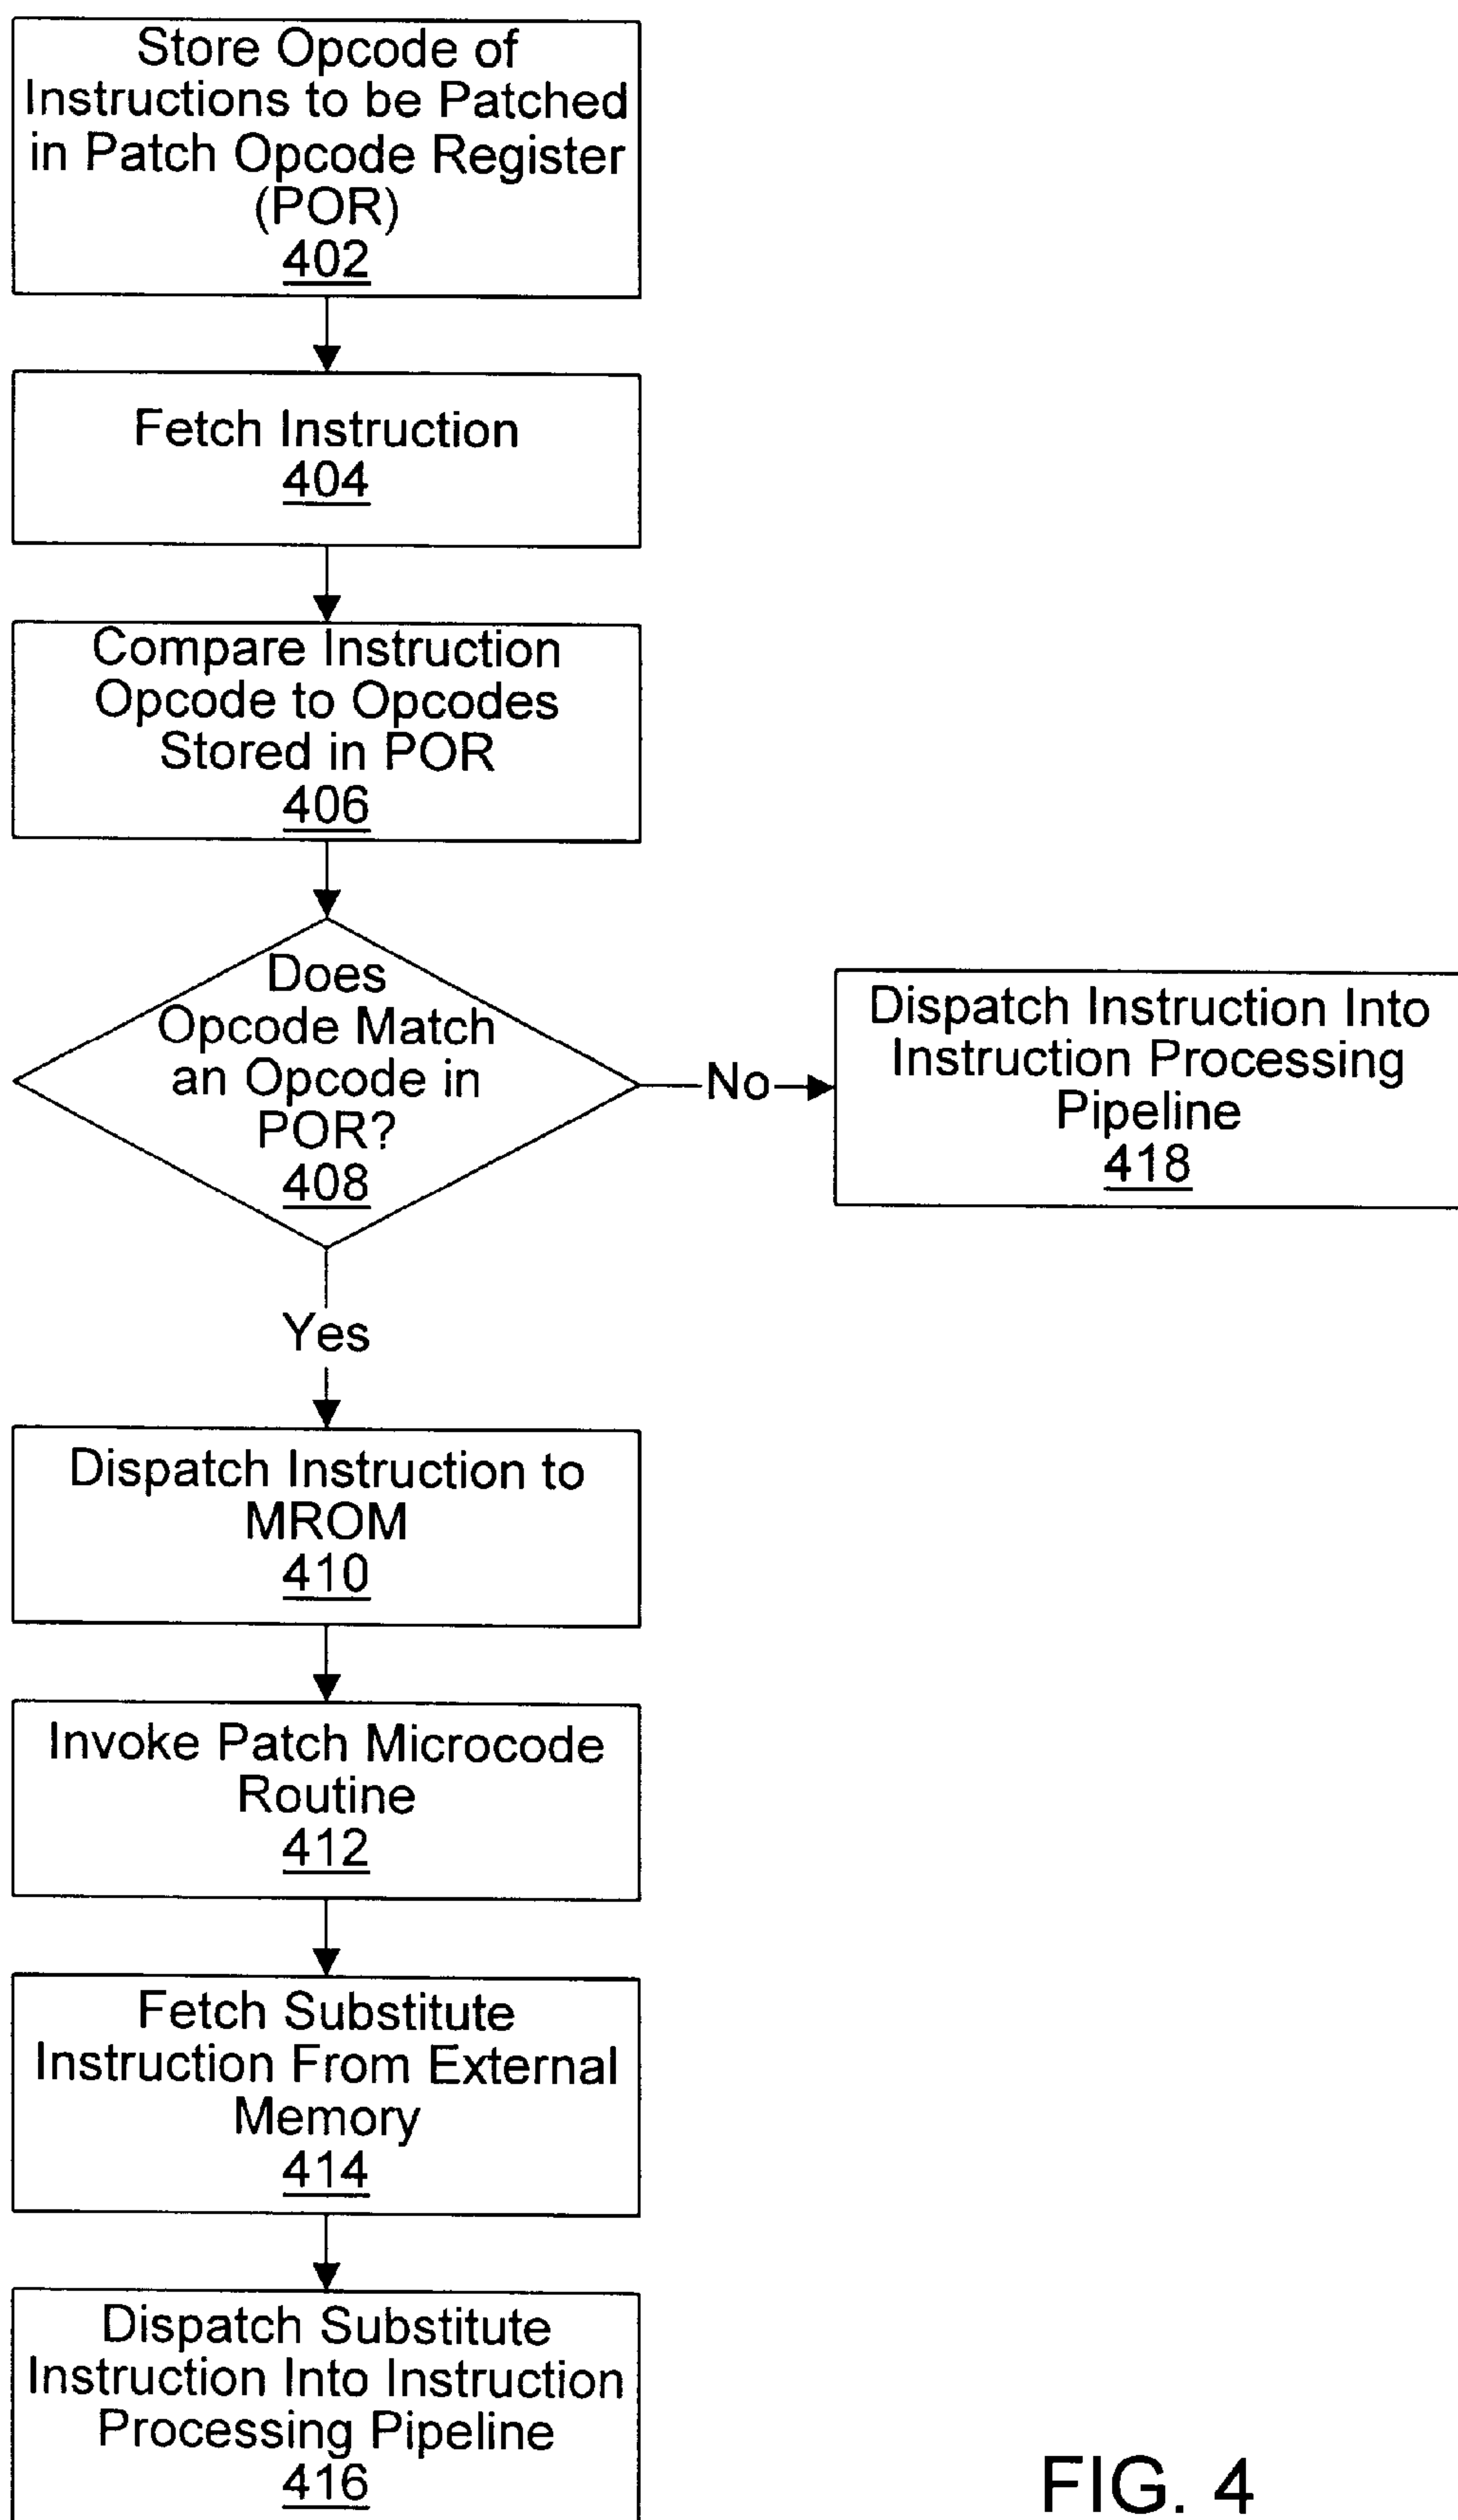 Store Opcode of
Instructions to be Patched
in Patch Opcode Register
(POR)
402
Fetch Instruction
404
Compare Instruction
Opcode to Opcodes
Stored in POR
406
Does
Opcode Match
an Opcode in
POR?
408
No
Dispatch Instruction Into
Instruction Processing
Pipeline
418
Yes
Dispatch Instruction to
MROM
410
Invoke Patch Microcode
Routine
412
Fetch Substitute
Instruction From External
Memory
414
Dispatch Substitute
Instruction Into Instruction
Processing Pipeline
416
FIG. 4